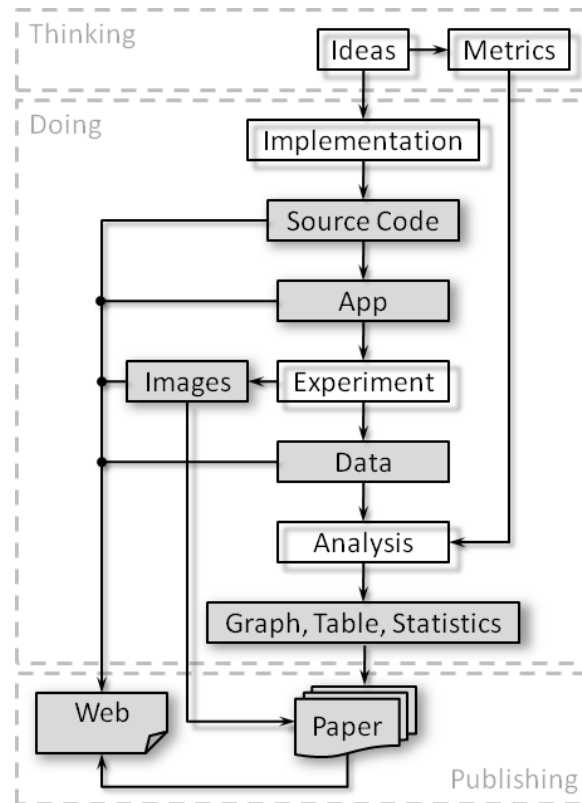 Thinking
Ideas
Metrics
Doing
Implementation
Source Code
App
Images
Experiment
Data
Analysis
Graph, Table, Statistics
Web
Paper
Publishing